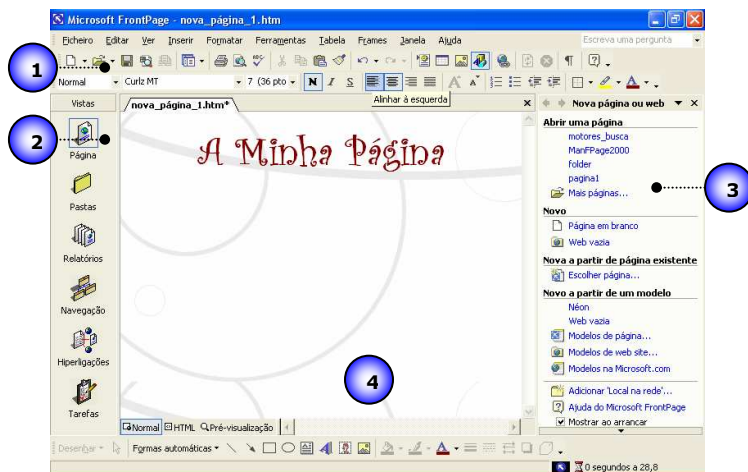 Microsoft FrontPage - nova_página_1.htm
Ficheiro Editar Ver Inserir Formatar Ferramentas Tabela Frames Janela Ajuda Escreva uma pergunta
1
Normal Curlz MT 7 (36 pto N I S
Alinhar à esquerda
Vistas
nova_página_1.htm*
Nova página ou web
2
Página
Pastas
Relatórios
Navegação
Hiperligações
Tarefas
A Minha Página
Abrir uma página
motores_busca
ManFPage2000
folder
pagina1
Mais páginas...
3
Novo
Página em branco
Web vazia
Nova a partir de página existente
Escolher página...
Novo a partir de um modelo
Néon
Web vazia
Modelos de página...
Modelos de web site...
Modelos na Microsoft.com
Adicionar 'Local na rede'...
Ajuda do Microsoft FrontPage
Mostrar ao arrancar
4
Normal HTML Pré-visualização
Desenhar Formas automáticas
0 segundos a 28,8